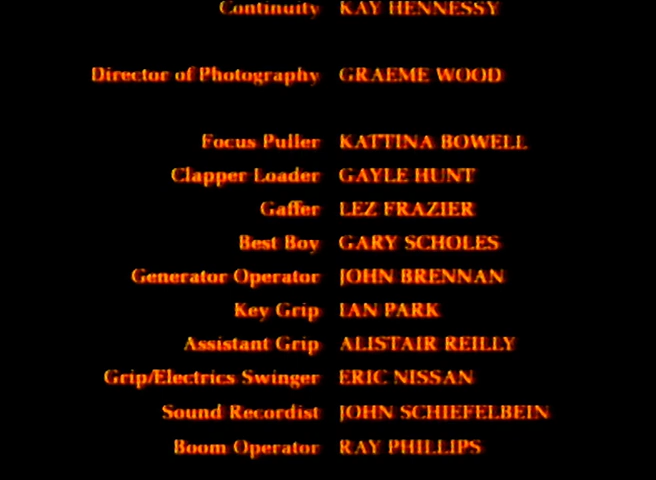 Continuity KAY HENNESSY
Director of Photography GRAEME WOOD
Focus Puller KATTINA BOWELL
Clapper Loader GAYLE HUNT
Gaffer LEZ FRAZIER
Best Boy GARY SCHOLES
Generator Operator JOHN BRENNAN
Key Grip IAN PARK
Assistant Grip ALISTAIR REILLY
Grip/Electrics Swinger ERIC NISSAN
Sound Recordist JOHN SCHIEFELBEIN
Boom Operator RAY PHILLIPS